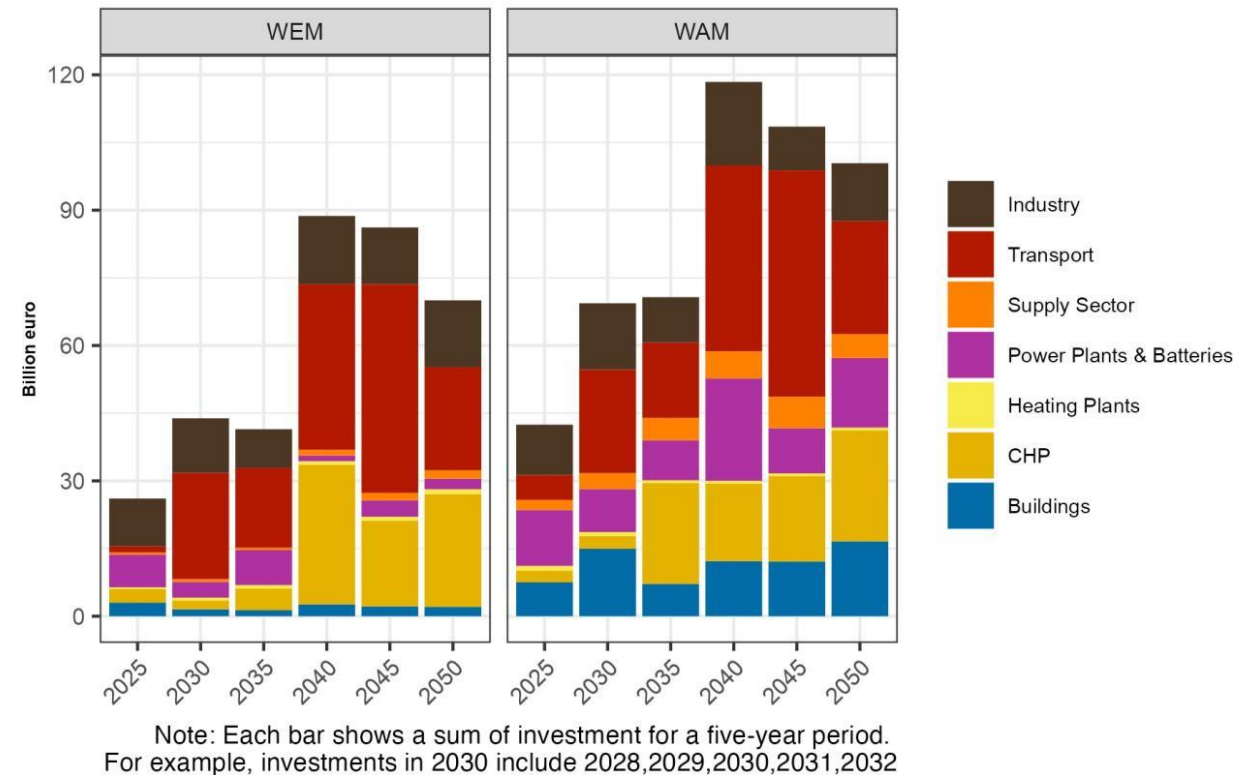 WEM
WAM
120
90
60
30
0
Billion euro
2025
2030
2035
2040
2045
2050
2025
2030
2035
2040
2045
2050
Industry
Transport
Supply Sector
Power Plants & Batteries
Heating Plants
CHP
Buildings
Note: Each bar shows a sum of investment for a five-year period.
For example, investments in 2030 include 2028,2029,2030,2031,2032